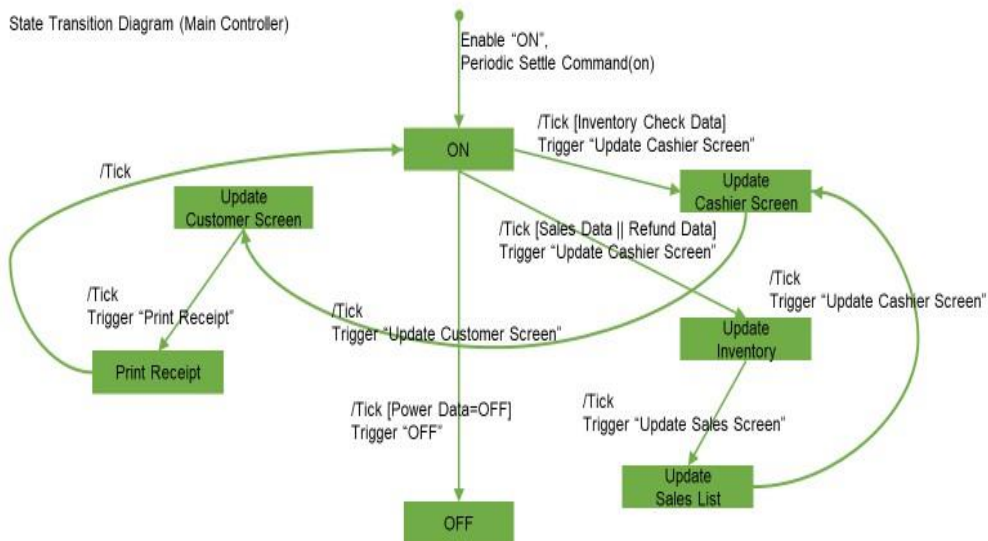 State Transition Diagram (Main Controller)
Enable “ON”,
Periodic Settle Command(on)
ON
/Tick [Inventory Check Data]
Trigger “Update Cashier Screen”
/Tick
Update
Customer Screen
Update
Cashier Screen
/Tick [Sales Data || Refund Data]
Trigger “Update Cashier Screen”
/Tick
Trigger “Print Receipt”
/Tick
Trigger “Update Customer Screen”
/Tick
Trigger “Update Cashier Screen”
Update
Inventory
Print Receipt
/Tick [Power Data=OFF]
Trigger “OFF”
/Tick
Trigger “Update Sales Screen”
Update
Sales List
OFF